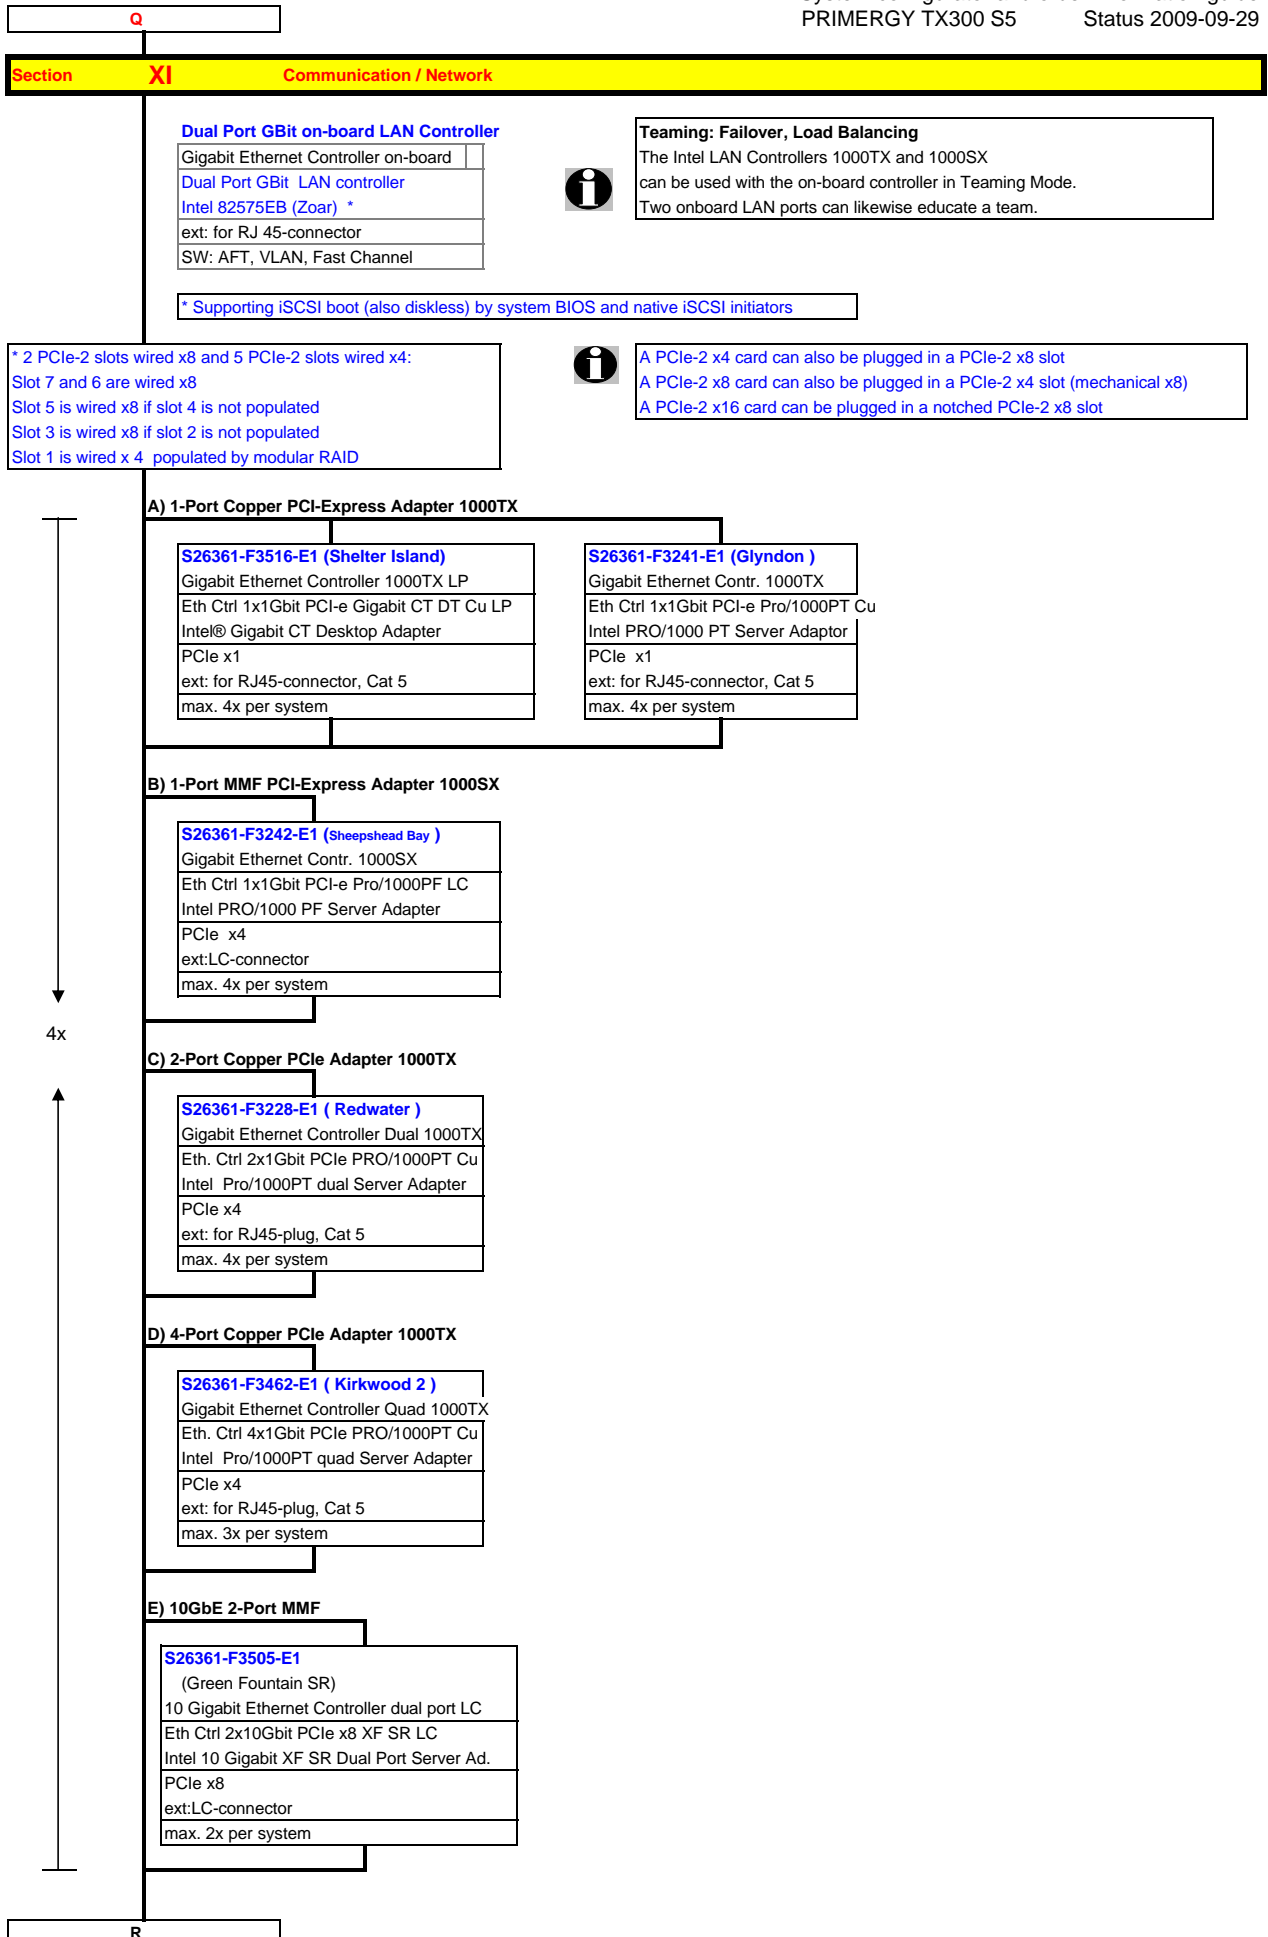 PRIMERGY TX300 S5 Status 2009-09-29
Q
Section XI Communication / Network
Dual Port GBit on-board LAN Controller
Gigabit Ethernet Controller on-board
Dual Port GBit LAN controller
Intel 82575EB (Zoar) *
ext: for RJ 45-connector
SW: AFT, VLAN, Fast Channel
Teaming: Failover, Load Balancing
The Intel LAN Controllers 1000TX and 1000SX
can be used with the on-board controller in Teaming Mode.
Two onboard LAN ports can likewise educate a team.
* Supporting iSCSI boot (also diskless) by system BIOS and native iSCSI initiators
* 2 PCIe-2 slots wired x8 and 5 PCIe-2 slots wired x4:
Slot 7 and 6 are wired x8
Slot 5 is wired x8 if slot 4 is not populated
Slot 3 is wired x8 if slot 2 is not populated
Slot 1 is wired x 4 populated by modular RAID
A PCIe-2 x4 card can also be plugged in a PCIe-2 x8 slot
A PCIe-2 x8 card can also be plugged in a PCIe-2 x4 slot (mechanical x8)
A PCIe-2 x16 card can be plugged in a notched PCIe-2 x8 slot
A) 1-Port Copper PCI-Express Adapter 1000TX
S26361-F3516-E1 (Shelter Island)
Gigabit Ethernet Controller 1000TX LP
Eth Ctrl 1x1Gbit PCI-e Gigabit CT DT Cu LP
Intel® Gigabit CT Desktop Adapter
PCIe x1
ext: for RJ45-connector, Cat 5
max. 4x per system
S26361-F3241-E1 (Glyndon )
Gigabit Ethernet Contr. 1000TX
Eth Ctrl 1x1Gbit PCI-e Pro/1000PT Cu
Intel PRO/1000 PT Server Adaptor
PCIe x1
ext: for RJ45-connector, Cat 5
max. 4x per system
B) 1-Port MMF PCI-Express Adapter 1000SX
S26361-F3242-E1 (Sheepshead Bay )
Gigabit Ethernet Contr. 1000SX
Eth Ctrl 1x1Gbit PCI-e Pro/1000PF LC
Intel PRO/1000 PF Server Adapter
PCIe x4
ext:LC-connector
max. 4x per system
4x
C) 2-Port Copper PCIe Adapter 1000TX
S26361-F3228-E1 ( Redwater )
Gigabit Ethernet Controller Dual 1000TX
Eth. Ctrl 2x1Gbit PCIe PRO/1000PT Cu
Intel Pro/1000PT dual Server Adapter
PCIe x4
ext: for RJ45-plug, Cat 5
max. 4x per system
D) 4-Port Copper PCIe Adapter 1000TX
S26361-F3462-E1 ( Kirkwood 2 )
Gigabit Ethernet Controller Quad 1000TX
Eth. Ctrl 4x1Gbit PCIe PRO/1000PT Cu
Intel Pro/1000PT quad Server Adapter
PCIe x4
ext: for RJ45-plug, Cat 5
max. 3x per system
E) 10GbE 2-Port MMF
S26361-F3505-E1
(Green Fountain SR)
10 Gigabit Ethernet Controller dual port LC
Eth Ctrl 2x10Gbit PCIe x8 XF SR LC
Intel 10 Gigabit XF SR Dual Port Server Ad.
PCIe x8
ext:LC-connector
max. 2x per system
R